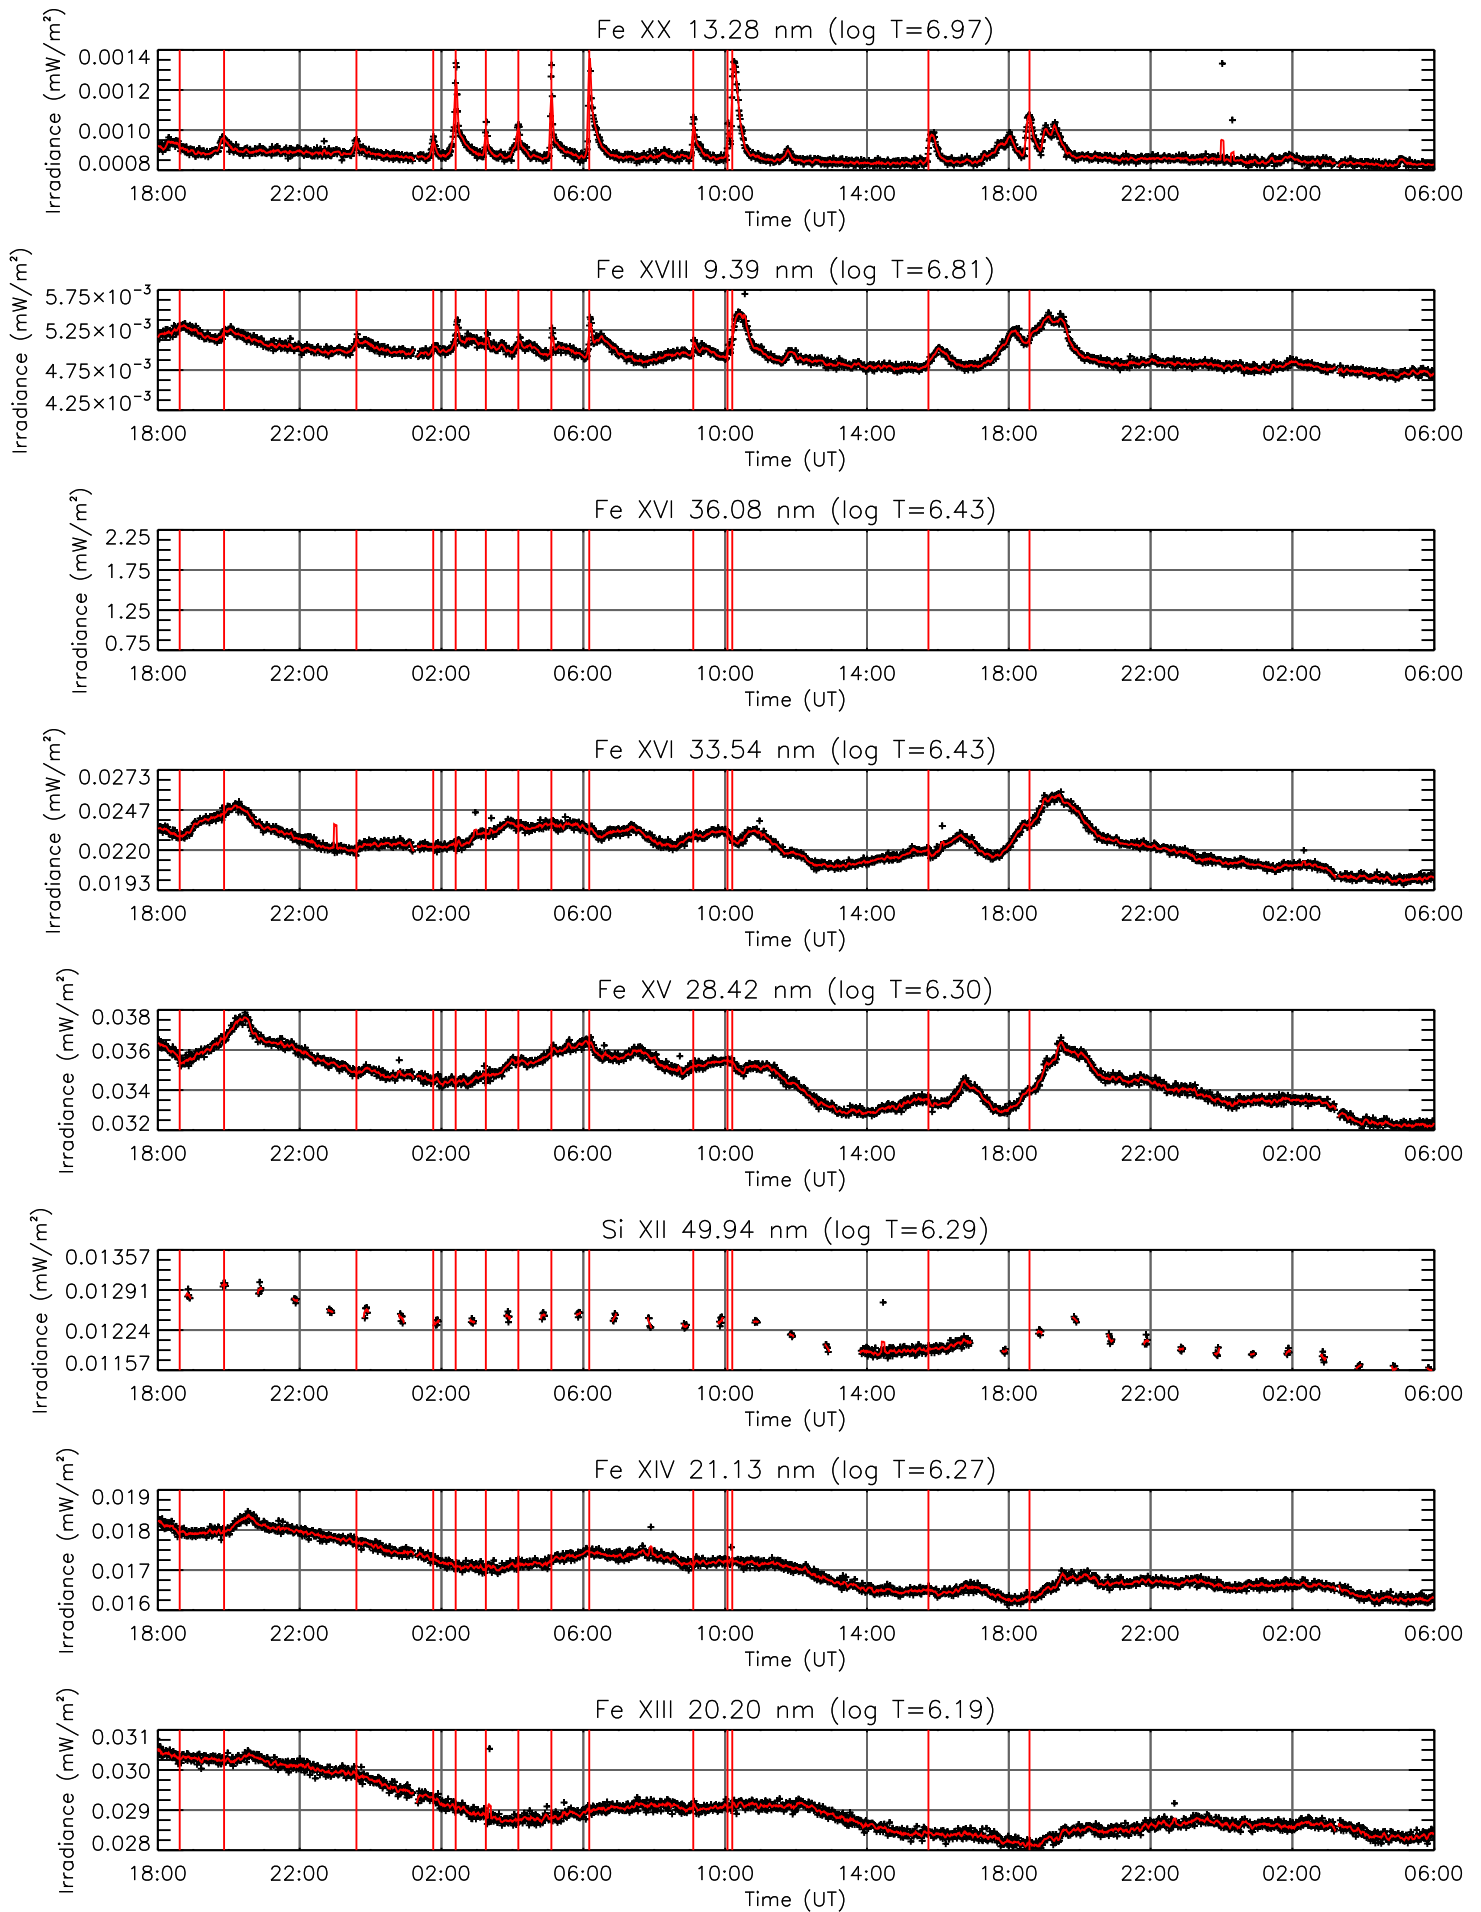 Fe XX 13.28 nm (log T=6.97)
Irradiance (mW/m²)
0.0014
0.0012
0.0010
0.0008
18:00 22:00 02:00 06:00 10:00 14:00 18:00 22:00 02:00 06:00
Time (UT)
Fe XVIII 9.39 nm (log T=6.81)
Irradiance (mW/m²)
5.75×10⁻³
5.25×10⁻³
4.75×10⁻³
4.25×10⁻³
18:00 22:00 02:00 06:00 10:00 14:00 18:00 22:00 02:00 06:00
Time (UT)
Fe XVI 36.08 nm (log T=6.43)
Irradiance (mW/m²)
2.25
1.75
1.25
0.75
18:00 22:00 02:00 06:00 10:00 14:00 18:00 22:00 02:00 06:00
Time (UT)
Fe XVI 33.54 nm (log T=6.43)
Irradiance (mW/m²)
0.0273
0.0247
0.0220
0.0193
18:00 22:00 02:00 06:00 10:00 14:00 18:00 22:00 02:00 06:00
Time (UT)
Fe XV 28.42 nm (log T=6.30)
Irradiance (mW/m²)
0.038
0.036
0.034
0.032
18:00 22:00 02:00 06:00 10:00 14:00 18:00 22:00 02:00 06:00
Time (UT)
Si XII 49.94 nm (log T=6.29)
Irradiance (mW/m²)
0.01357
0.01291
0.01224
0.01157
18:00 22:00 02:00 06:00 10:00 14:00 18:00 22:00 02:00 06:00
Time (UT)
Fe XIV 21.13 nm (log T=6.27)
Irradiance (mW/m²)
0.019
0.018
0.017
0.016
18:00 22:00 02:00 06:00 10:00 14:00 18:00 22:00 02:00 06:00
Time (UT)
Fe XIII 20.20 nm (log T=6.19)
Irradiance (mW/m²)
0.031
0.030
0.029
0.028
18:00 22:00 02:00 06:00 10:00 14:00 18:00 22:00 02:00 06:00
Time (UT)